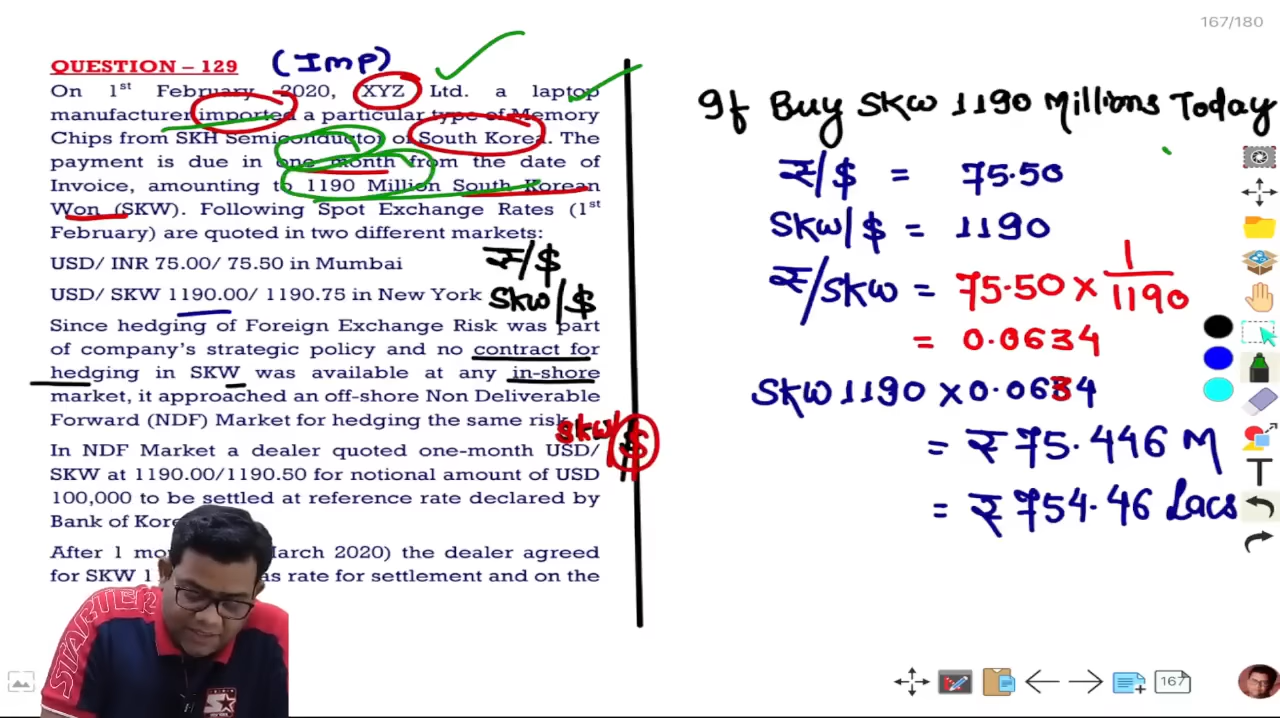 167/180
QUESTION – 129 (Imp)
On 1st February 2020, XYZ Ltd. a laptop
manufacturer imported a particular type of Memory
Chips from SKH Semiconductor of South Korea. The
payment is due in one month from the date of
Invoice, amounting to 1190 Million South Korean
Won (SKW). Following Spot Exchange Rates (1st
February) are quoted in two different markets:
USD/ INR 75.00/ 75.50 in Mumbai ₹/$
USD/ SKW 1190.00/ 1190.75 in New York SKW/$
Since hedging of Foreign Exchange Risk was part
of company's strategic policy and no contract for
hedging in SKW was available at any in-shore
market, it approached an off-shore Non Deliverable
Forward (NDF) Market for hedging the same risk.
SKW/$
In NDF Market a dealer quoted one-month USD/
SKW at 1190.00/1190.50 for notional amount of USD
100,000 to be settled at reference rate declared by
Bank of
After 1 2020) the dealer agreed
for SKW as rate for settlement and on the
If Buy SKW 1190 Millions Today
₹/$ = 75.50
SKW/$ = 1190
₹/SKW = 75.50 × 1/1190
= 0.0634
SKW 1190 × 0.0634
= ₹ 75.446 M
= ₹ 754.46 Lacs
STARTER
167